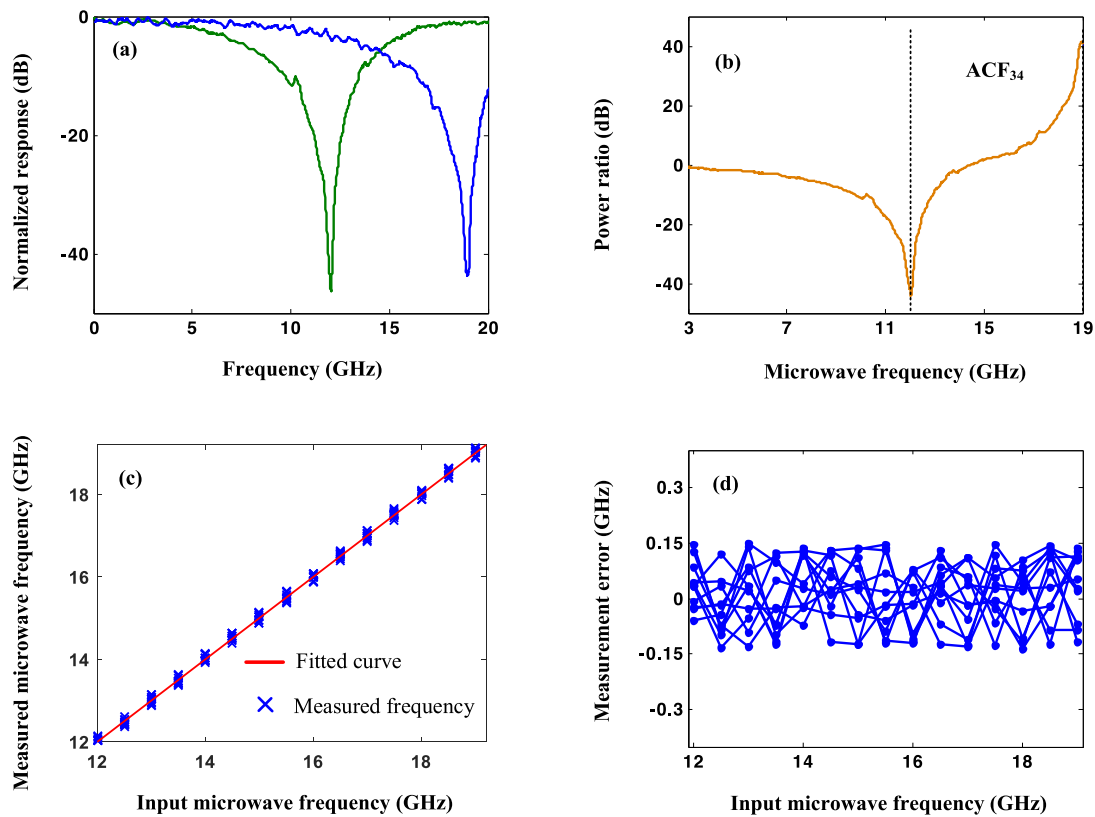 (a)
Normalized response (dB)
0
-20
-40
0
5
10
15
20
Frequency (GHz)
(b)
ACF34
Power ratio (dB)
40
20
0
-20
-40
3
7
11
15
19
Microwave frequency (GHz)
(c)
Measured microwave frequency (GHz)
18
16
14
12
Fitted curve
Measured frequency
12
14
16
18
Input microwave frequency (GHz)
(d)
Measurement error (GHz)
0.3
0.15
0
-0.15
-0.3
12
14
16
18
Input microwave frequency (GHz)